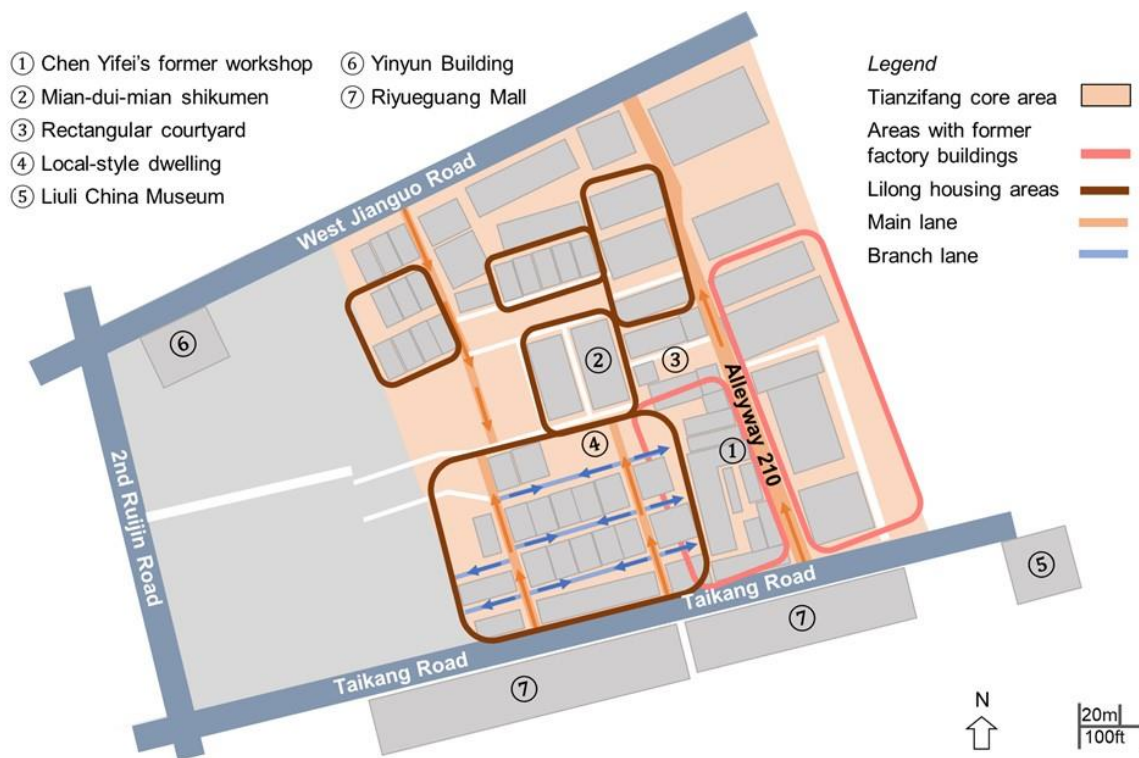 ① Chen Yifei's former workshop
② Mian-dui-mian shikumen
③ Rectangular courtyard
④ Local-style dwelling
⑤ Liuli China Museum
⑥ Yinyun Building
⑦ Riyueguang Mall
Legend
Tianzifang core area
Areas with former
factory buildings
Lilong housing areas
Main lane
Branch lane
West Jianguo Road
⑥
②
③
④
①
Alleyway 210
2nd Ruijin Road
⑤
Taikang Road
⑦
Taikang Road
⑦
N
20m
100ft